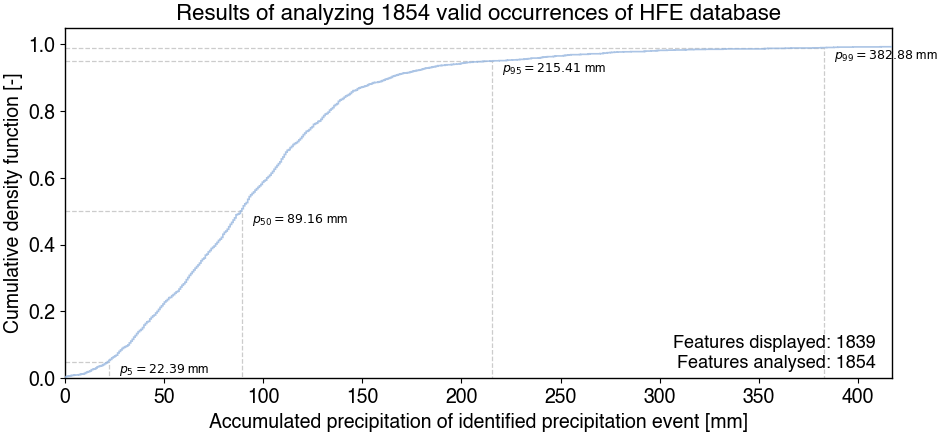 Results of analyzing 1854 valid occurrences of HFE database
Cumulative density function [-]
1.0
0.8
0.6
0.4
0.2
0.0
p99 = 382.88 mm
p95 = 215.41 mm
p50 = 89.16 mm
p5 = 22.39 mm
Features displayed: 1839
Features analysed: 1854
0 50 100 150 200 250 300 350 400
Accumulated precipitation of identified precipitation event [mm]